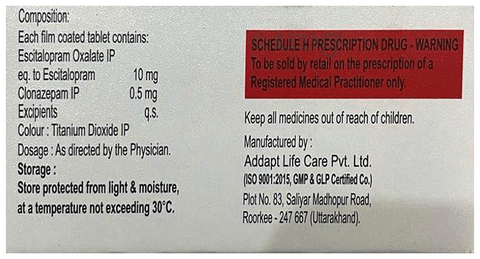 Composition:
Each film coated tablet contains:
Escitalopram Oxalate IP
eq. to Escitalopram 10 mg
Clonazepam IP 0.5 mg
Excipients q.s.
Colour : Titanium Dioxide IP
Dosage : As directed by the Physician.
Storage :
Store protected from light & moisture,
at a temperature not exceeding 30°C.
SCHEDULE H PRESCRIPTION DRUG - WARNING
To be sold by retail on the prescription of a
Registered Medical Practitioner only.
Keep all medicines out of reach of children.
Manufactured by :
Addapt Life Care Pvt. Ltd.
(ISO 9001:2015, GMP & GLP Certified Co.)
Plot No. 83, Saliyar Madhopur Road,
Roorkee - 247 667 (Uttarakhand).